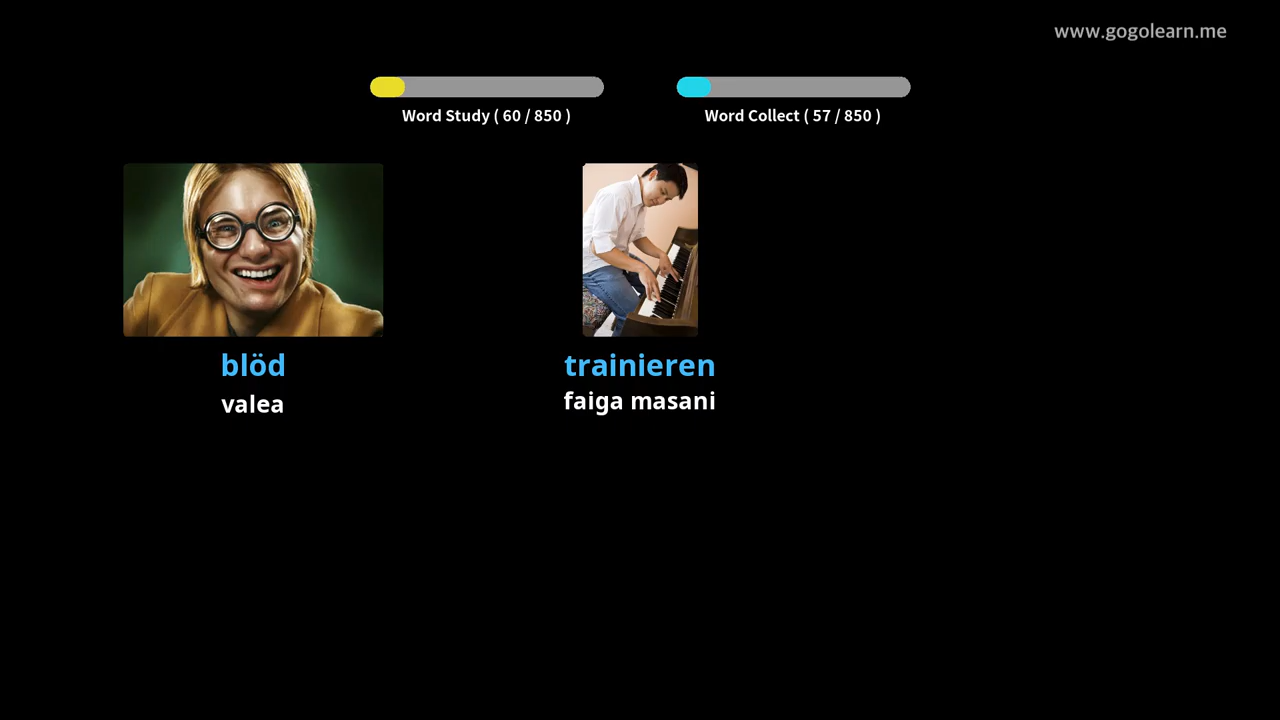 www.gogolearn.me
Word Study ( 60 / 850 )
Word Collect ( 57 / 850 )
blöd
valea
trainieren
faiga masani